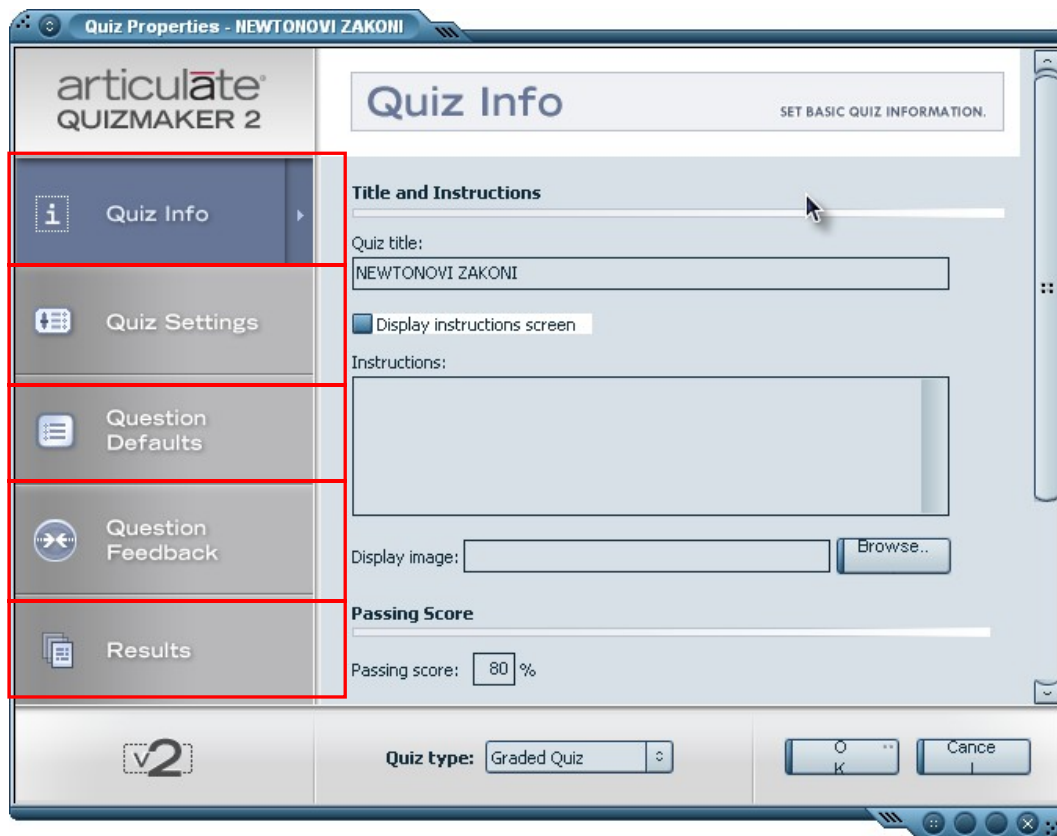 Quiz Properties - NEWTONOVI ZAKONI
articulate®
QUIZMAKER 2
Quiz Info
SET BASIC QUIZ INFORMATION.
i
Quiz Info
Quiz Settings
Question
Defaults
Question
Feedback
Results
Title and Instructions
Quiz title:
NEWTONOVI ZAKONI
Display instructions screen
Instructions:
Display image:
Browse..
Passing Score
Passing score: 80 %
v2
Quiz type: Graded Quiz
O
K
Cance
l